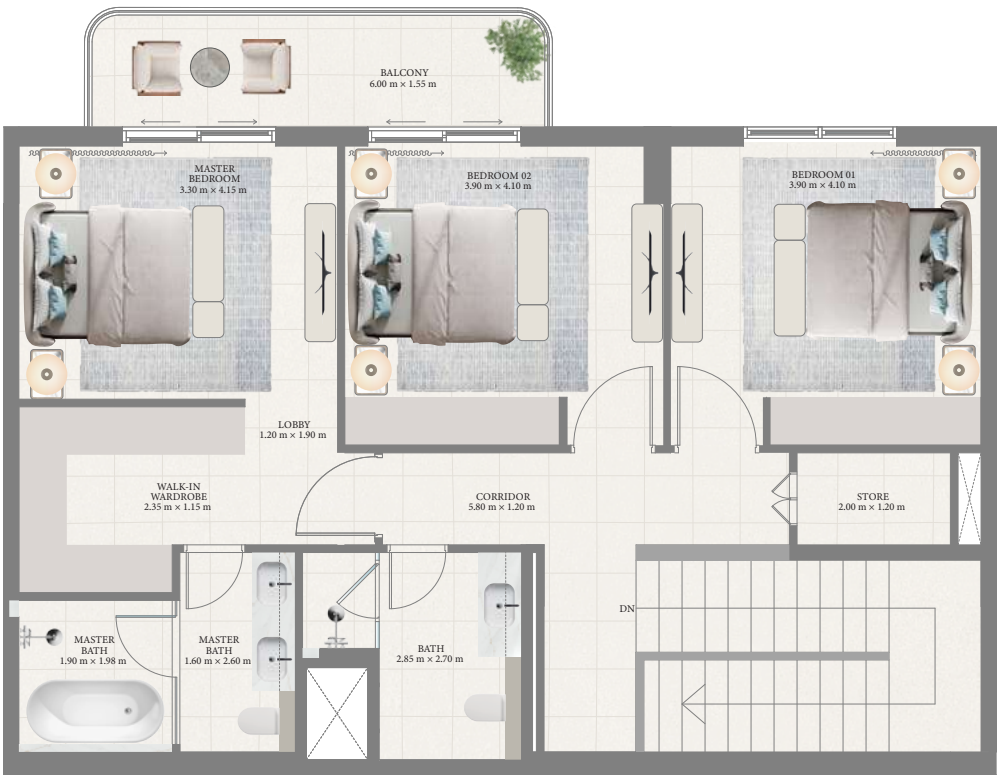 BALCONY
6.00 m × 1.55 m
MASTER
BEDROOM
3.30 m × 4.15 m
BEDROOM 02
3.90 m × 4.10 m
BEDROOM 01
3.90 m × 4.10 m
LOBBY
1.20 m × 1.90 m
WALK-IN
WARDROBE
2.35 m × 1.15 m
CORRIDOR
5.80 m × 1.20 m
STORE
2.00 m × 1.20 m
DN
MASTER
BATH
1.90 m × 1.98 m
MASTER
BATH
1.60 m × 2.60 m
BATH
2.85 m × 2.70 m